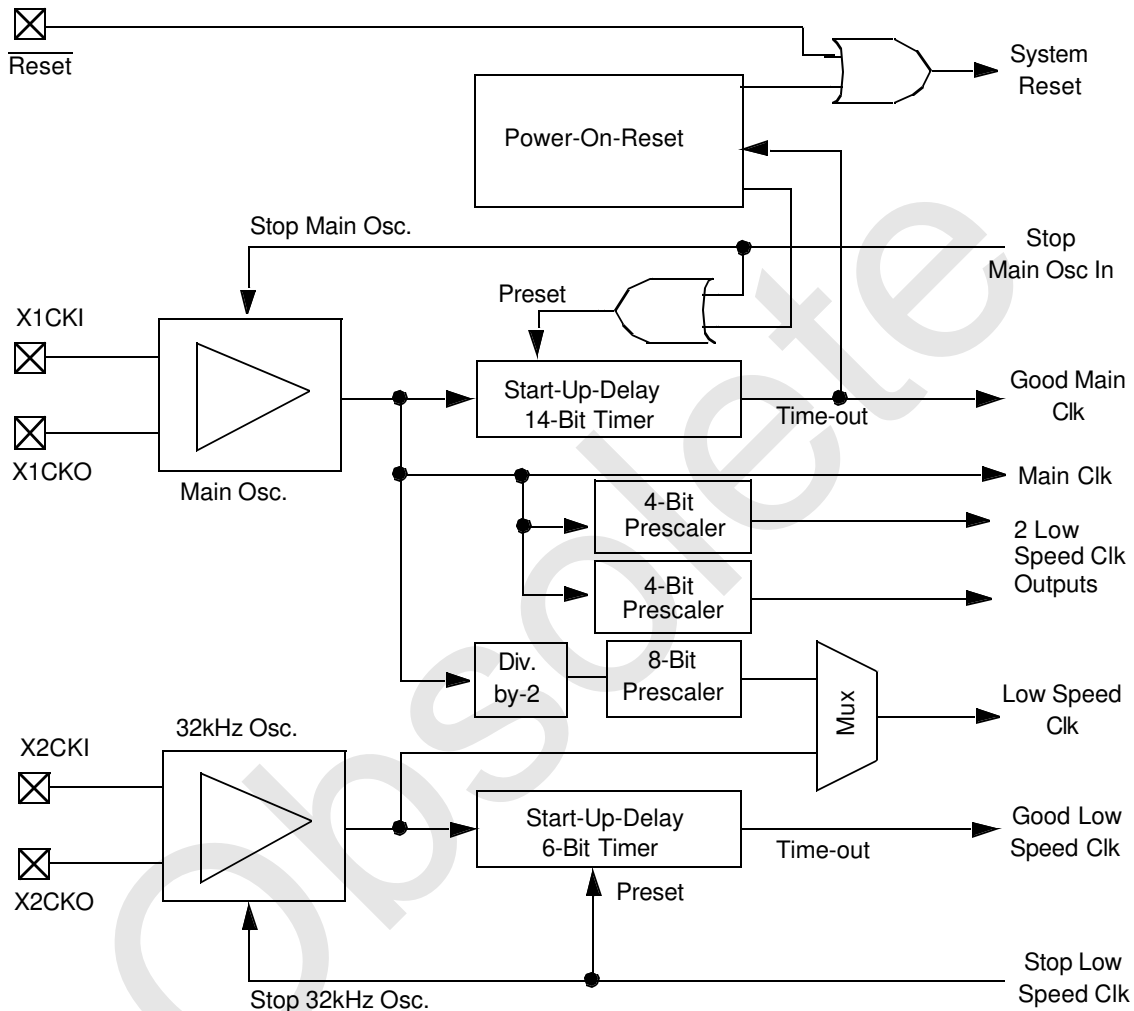 Reset
System
Reset
Power-On-Reset
Stop Main Osc.
Stop
Main Osc In
Preset
X1CKI
X1CKO
Main Osc.
Start-Up-Delay
14-Bit Timer
Time-out
Good Main
Clk
Main Clk
4-Bit
Prescaler
2 Low
Speed Clk
Outputs
4-Bit
Prescaler
Div.
by-2
8-Bit
Prescaler
Mux
Low Speed
Clk
32kHz Osc.
X2CKI
X2CKO
Start-Up-Delay
6-Bit Timer
Time-out
Good Low
Speed Clk
Preset
Stop 32kHz Osc.
Stop Low
Speed Clk
Obsolete